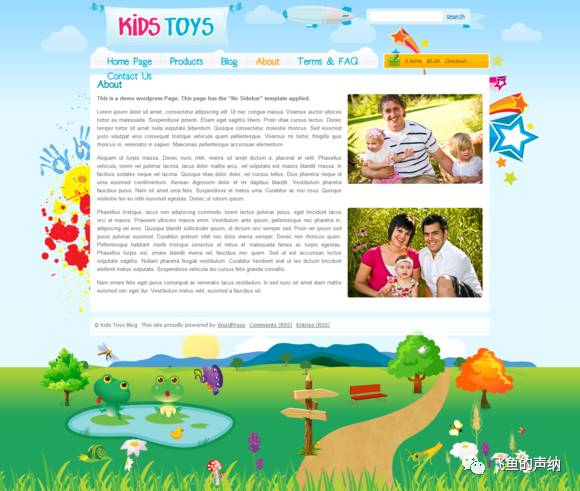 KiDS TOYS
search
Home Page Products Blog About Terms & FAQ
0 items $0.00 Checkout
Contact Us
About
This is a demo wordpress Page. This page has the "No Sidebar" template applied.
Lorem ipsum dolor sit amet, consectetur adipiscing elit. Ut nec congue massa. Vivamus auctor ultrices
tortor eu malesuada. Suspendisse potenti. Etiam eget sagittis libero. Proin vitae cursus lectus. Donec
tempor tortor sit amet nulla vulputate bibendum. Quisque consectetur molestie rhoncus. Sed euismod
justo volutpat eros consequat tristique vehicula quam pellentesque. Vivamus mi tortor, fringilla quis
rhoncus in, venenatis in sapien. Maecenas pellentesque accumsan elementum.
Aliquam ut turpis massa. Donec nunc nibh, viverra sit amet dictum a, placerat et velit. Phasellus
vehicula, lorem vel pulvinar lacinia, lacus dolor mattis arcu, vel vulputate est mauris blandit massa. In
facilisis sodales neque vel lacinia. Quisque vitae dolor dolor, vel cursus tellus. Duis pharetra neque ut
urna euismod condimentum. Aenean dignissim dolor et mi dapibus blandit. Vestibulum pharetra
faucibus purus. Nam sit amet urna felis. Suspendisse et metus urna. Curabitur ac nisi risus. Quisque
molestie leo eu nibh euismod egestas. Donec ut rutrum ipsum.
Phasellus tristique, lacus non adipiscing commodo, lorem lectus pulvinar purus, eget tincidunt lacus
orci et mauris. Praesent ultricies massa enim. Vestibulum ante ipsum, pellentesque nec pharetra in,
adipiscing vel eros. Quisque blandit sollicitudin ipsum, id dictum orci semper sed. Proin vel ipsum sed
purus pulvinar euismod. Curabitur pretium nibh nec dolor viverra semper. Donec non rhoncus quam.
Pellentesque habitant morbi tristique senectus et netus et malesuada fames ac turpis egestas.
Phasellus turpis est, ornare blandit viverra vel, faucibus nec quam. Sed ut est accumsan lectus
vulputate sagittis. Nullam pharetra feugiat vestibulum. Curabitur hendrerit erat ut leo dictum tincidunt
eleifend metus vulputate. Suspendisse vehicula dui cursus felis gravida convallis.
Nam ornare felis eget purus consequat ac venenatis lacus vestibulum. In sed nunc sit amet diam mattis
euismod nec eget dui. Vestibulum metus velit, euismod a faucibus sit.
© Kids Toys Blog . This site proudly powered by WordPress Comments (RSS) Entries (RSS)
飞鱼的声纳